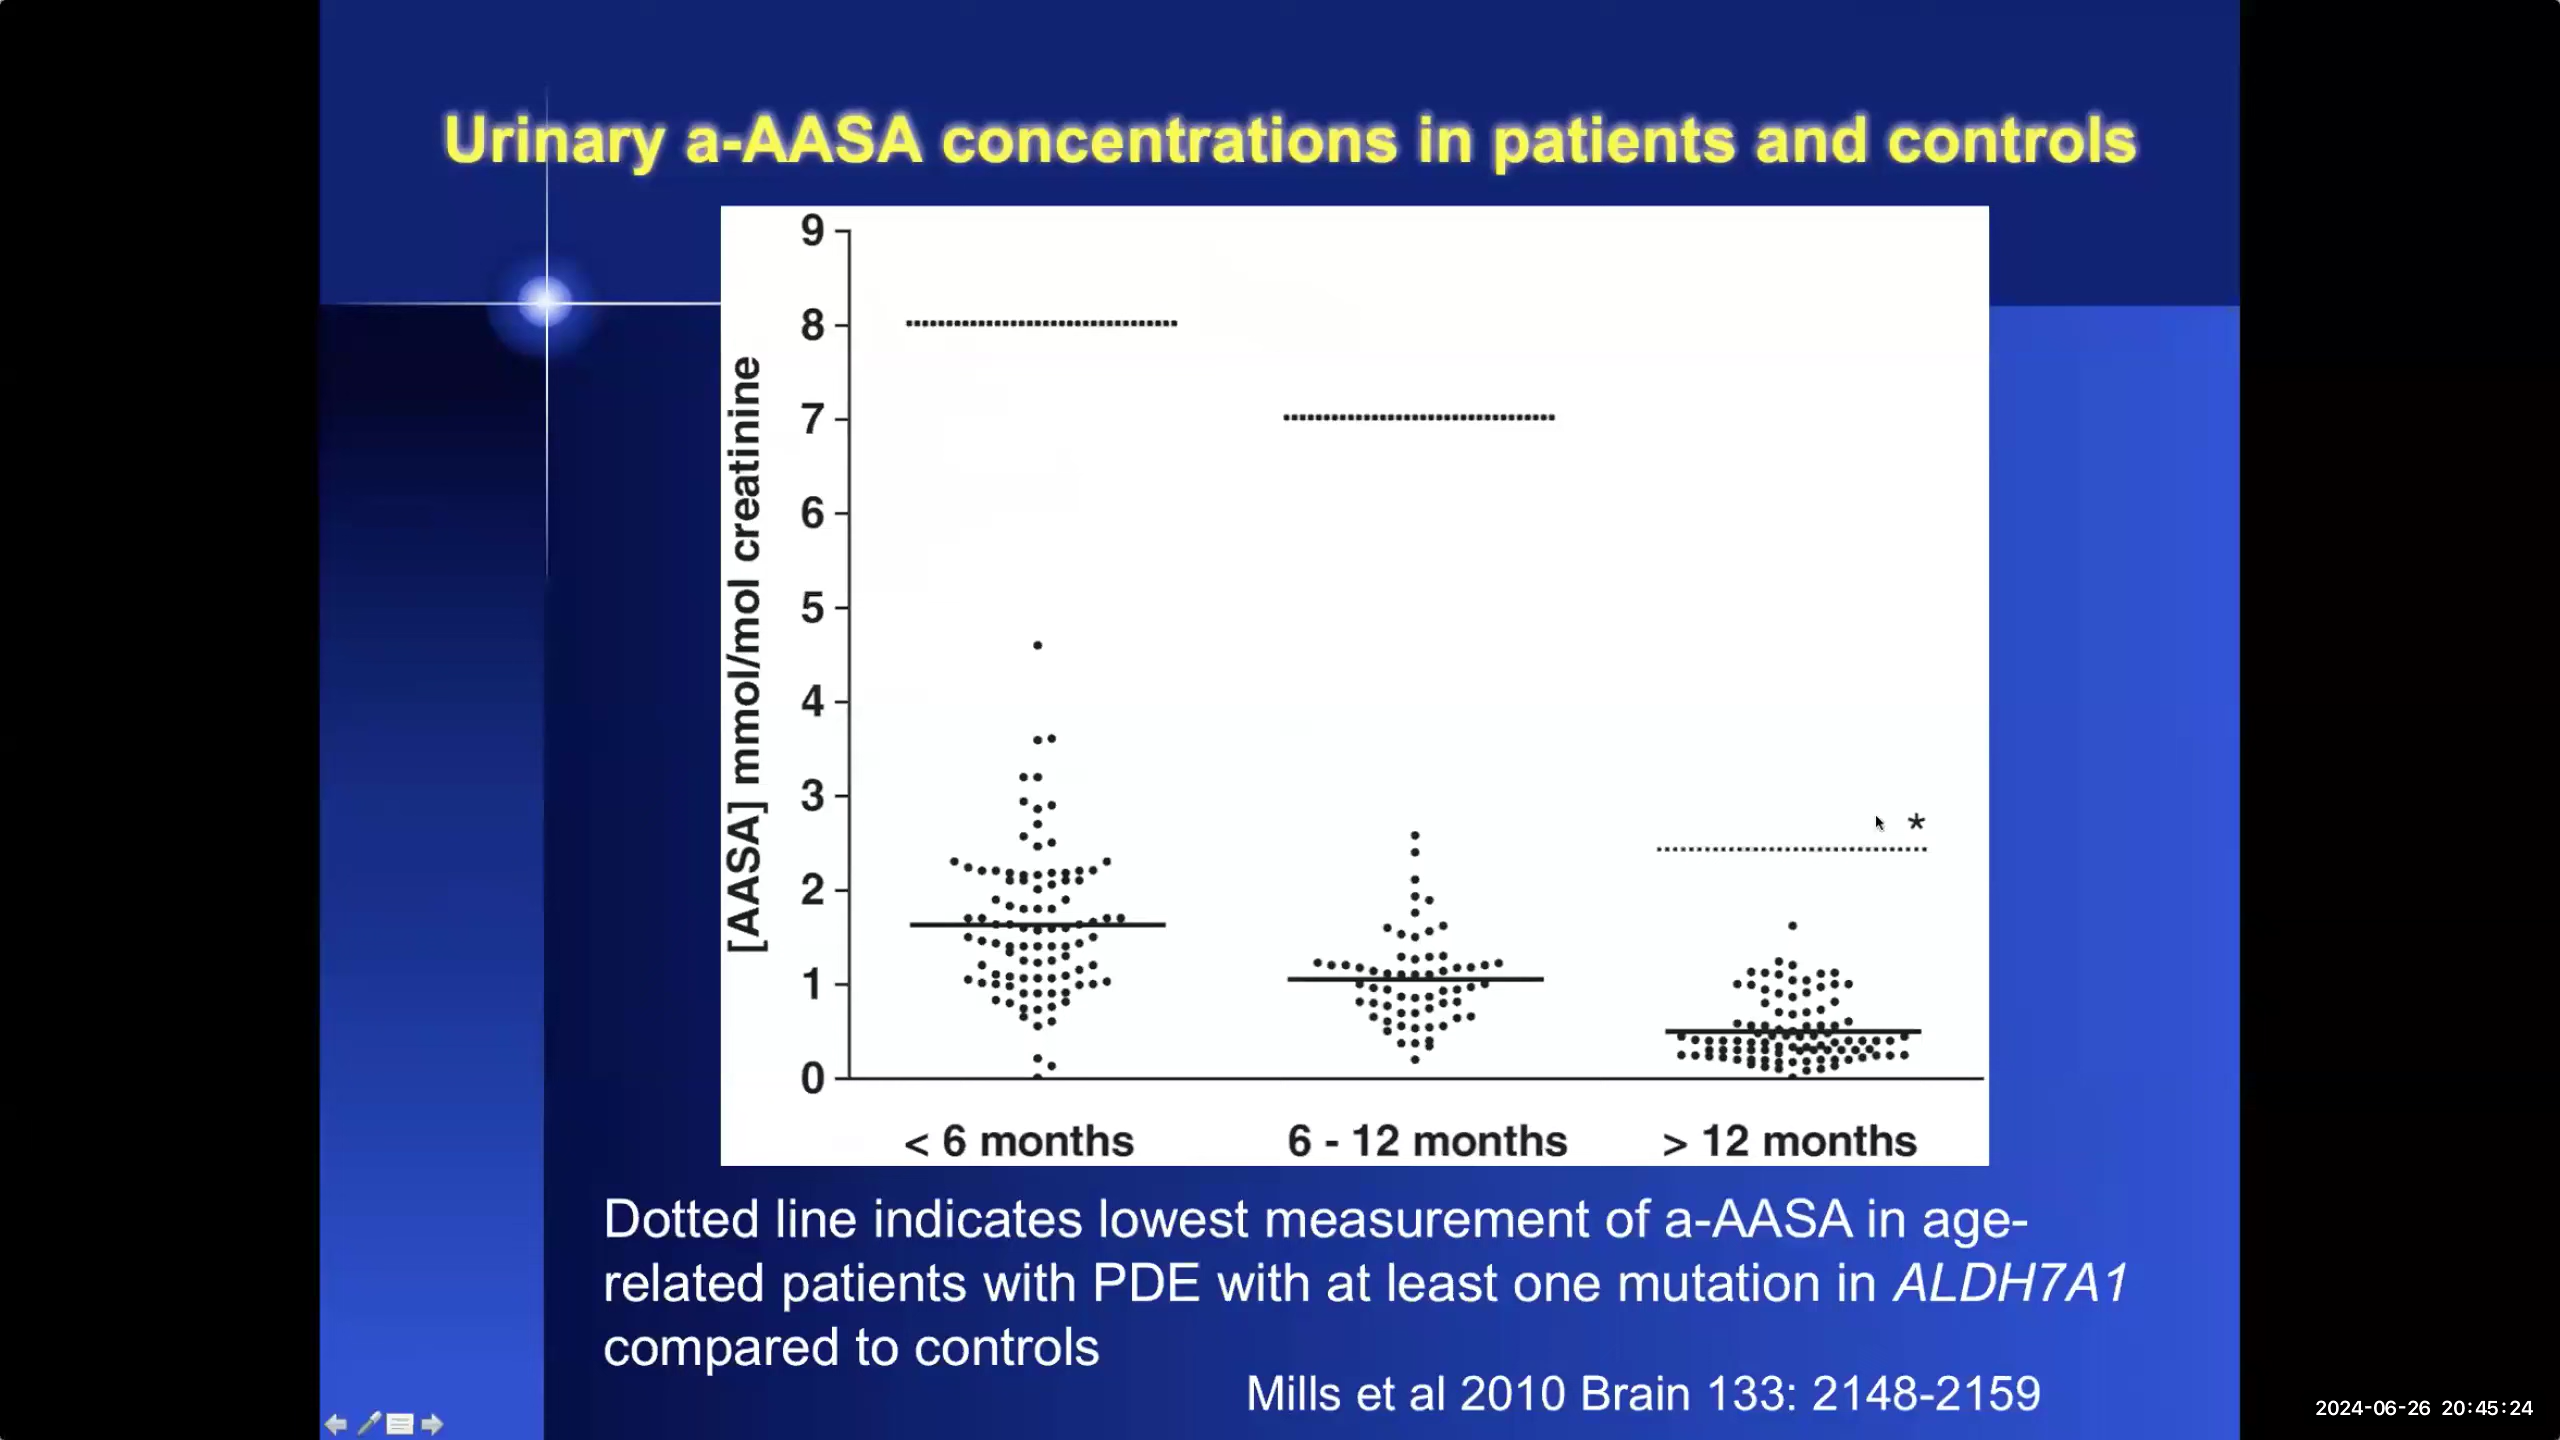 Urinary a-AASA concentrations in patients and controls
[AASA] mmol/mol creatinine
9
8
7
6
5
4
3
2
1
0
*
< 6 months
6 - 12 months
> 12 months
Dotted line indicates lowest measurement of a-AASA in age-
related patients with PDE with at least one mutation in ALDH7A1
compared to controls
Mills et al 2010 Brain 133: 2148-2159
2024-06-26 20:45:24